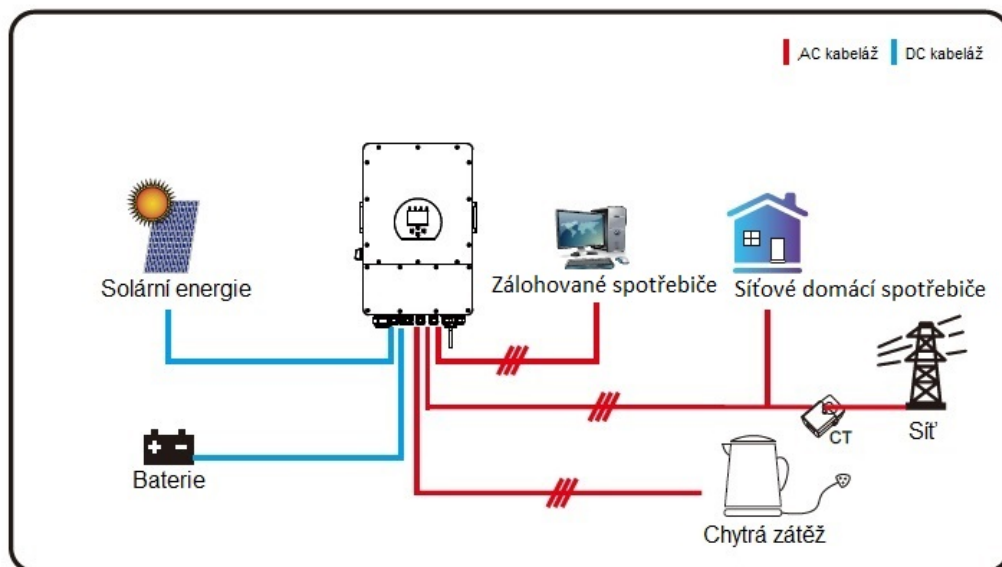 AC kabeláž
DC kabeláž
Solární energie
Zálohované spotřebiče
Síťové domácí spotřebiče
CT
Síť
Baterie
Chytrá zátěž